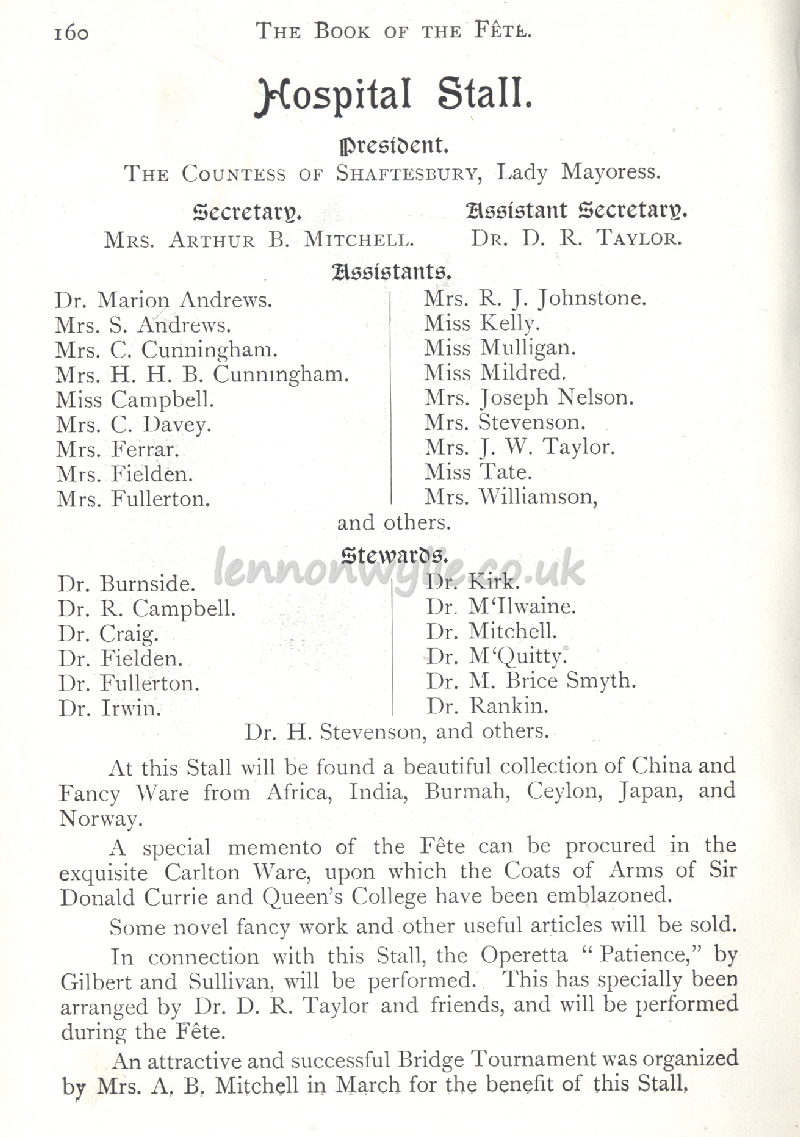 160 THE BOOK OF THE FÊTE.
Hospital Stall.
President.
THE COUNTESS OF SHAFTESBURY, Lady Mayoress.
Secretary. Assistant Secretary.
MRS. ARTHUR B. MITCHELL. DR. D. R. TAYLOR.
Assistants.
Dr. Marion Andrews.
Mrs. S. Andrews.
Mrs. C. Cunningham.
Mrs. H. H. B. Cunningham.
Miss Campbell.
Mrs. C. Davey.
Mrs. Ferrar.
Mrs. Fielden.
Mrs. Fullerton.
Mrs. R. J. Johnstone.
Miss Kelly.
Miss Mulligan.
Miss Mildred.
Mrs. Joseph Nelson.
Mrs. Stevenson.
Mrs. J. W. Taylor.
Miss Tate.
Mrs. Williamson,
and others.
Stewards.
lennonwylie.co.uk
Dr. Burnside.
Dr. R. Campbell.
Dr. Craig.
Dr. Fielden.
Dr. Fullerton.
Dr. Irwin.
Dr. Kirk.
Dr. M‘Ilwaine.
Dr. Mitchell.
Dr. M‘Quitty.
Dr. M. Brice Smyth.
Dr. Rankin.
Dr. H. Stevenson, and others.
At this Stall will be found a beautiful collection of China and
Fancy Ware from Africa, India, Burmah, Ceylon, Japan, and
Norway.
A special memento of the Fête can be procured in the
exquisite Carlton Ware, upon which the Coats of Arms of Sir
Donald Currie and Queen's College have been emblazoned.
Some novel fancy work and other useful articles will be sold.
In connection with this Stall, the Operetta “ Patience,” by
Gilbert and Sullivan, will be performed. This has specially been
arranged by Dr. D. R. Taylor and friends, and will be performed
during the Fête.
An attractive and successful Bridge Tournament was organized
by Mrs. A. B. Mitchell in March for the benefit of this Stall.